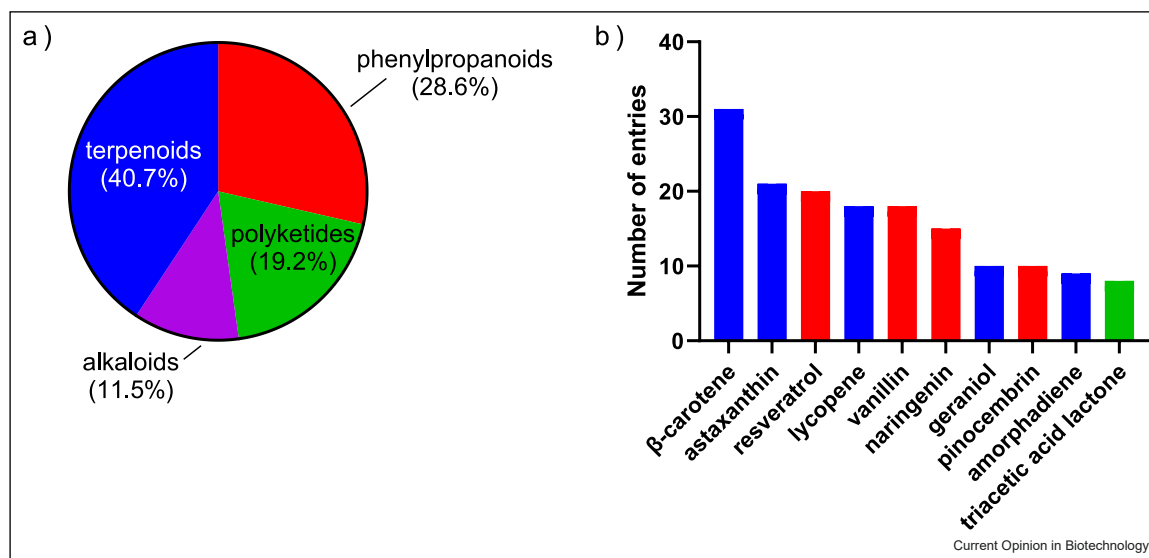 a)
phenylpropanoids
(28.6%)
terpenoids
(40.7%)
polyketides
(19.2%)
alkaloids
(11.5%)
b)
Number of entries
40
30
20
10
0
β-carotene
astaxanthin
resveratrol
lycopene
vanillin
naringenin
geraniol
pinocembrin
amorphadiene
triacetic acid lactone
Current Opinion in Biotechnology